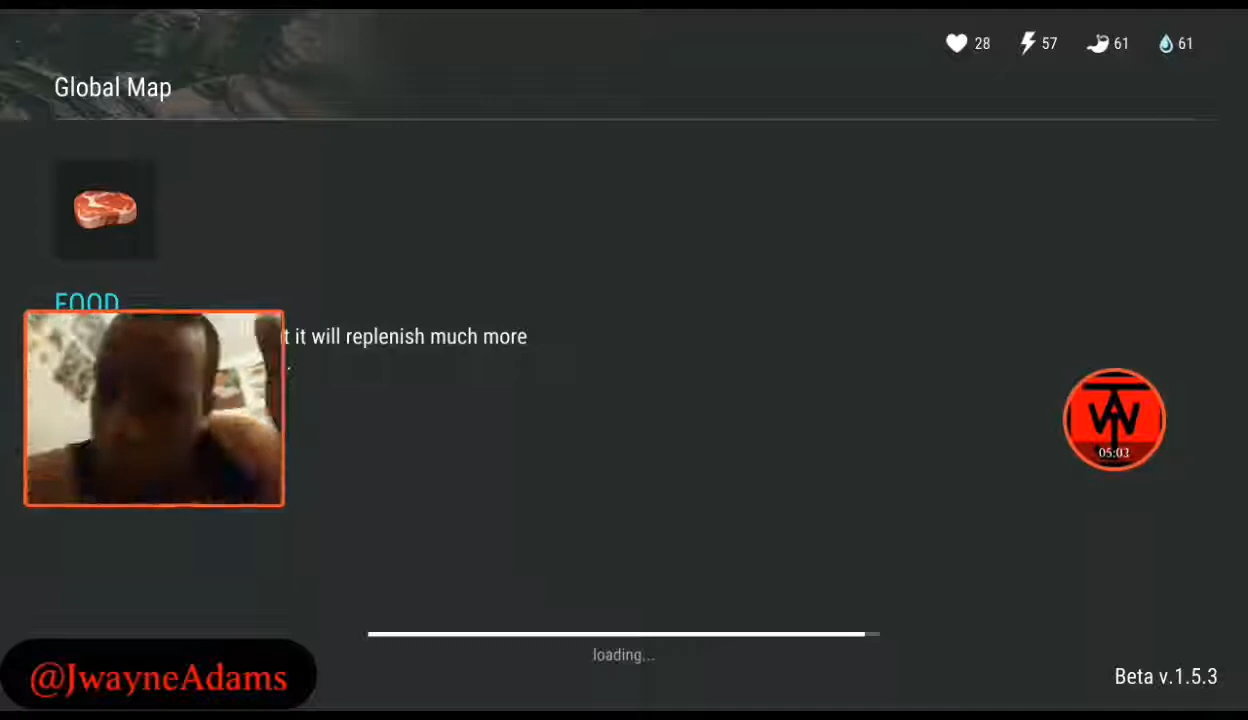 28 57 61 61
Global Map
FOOD
it will replenish much more
05:03
loading...
@JwayneAdams
Beta v.1.5.3